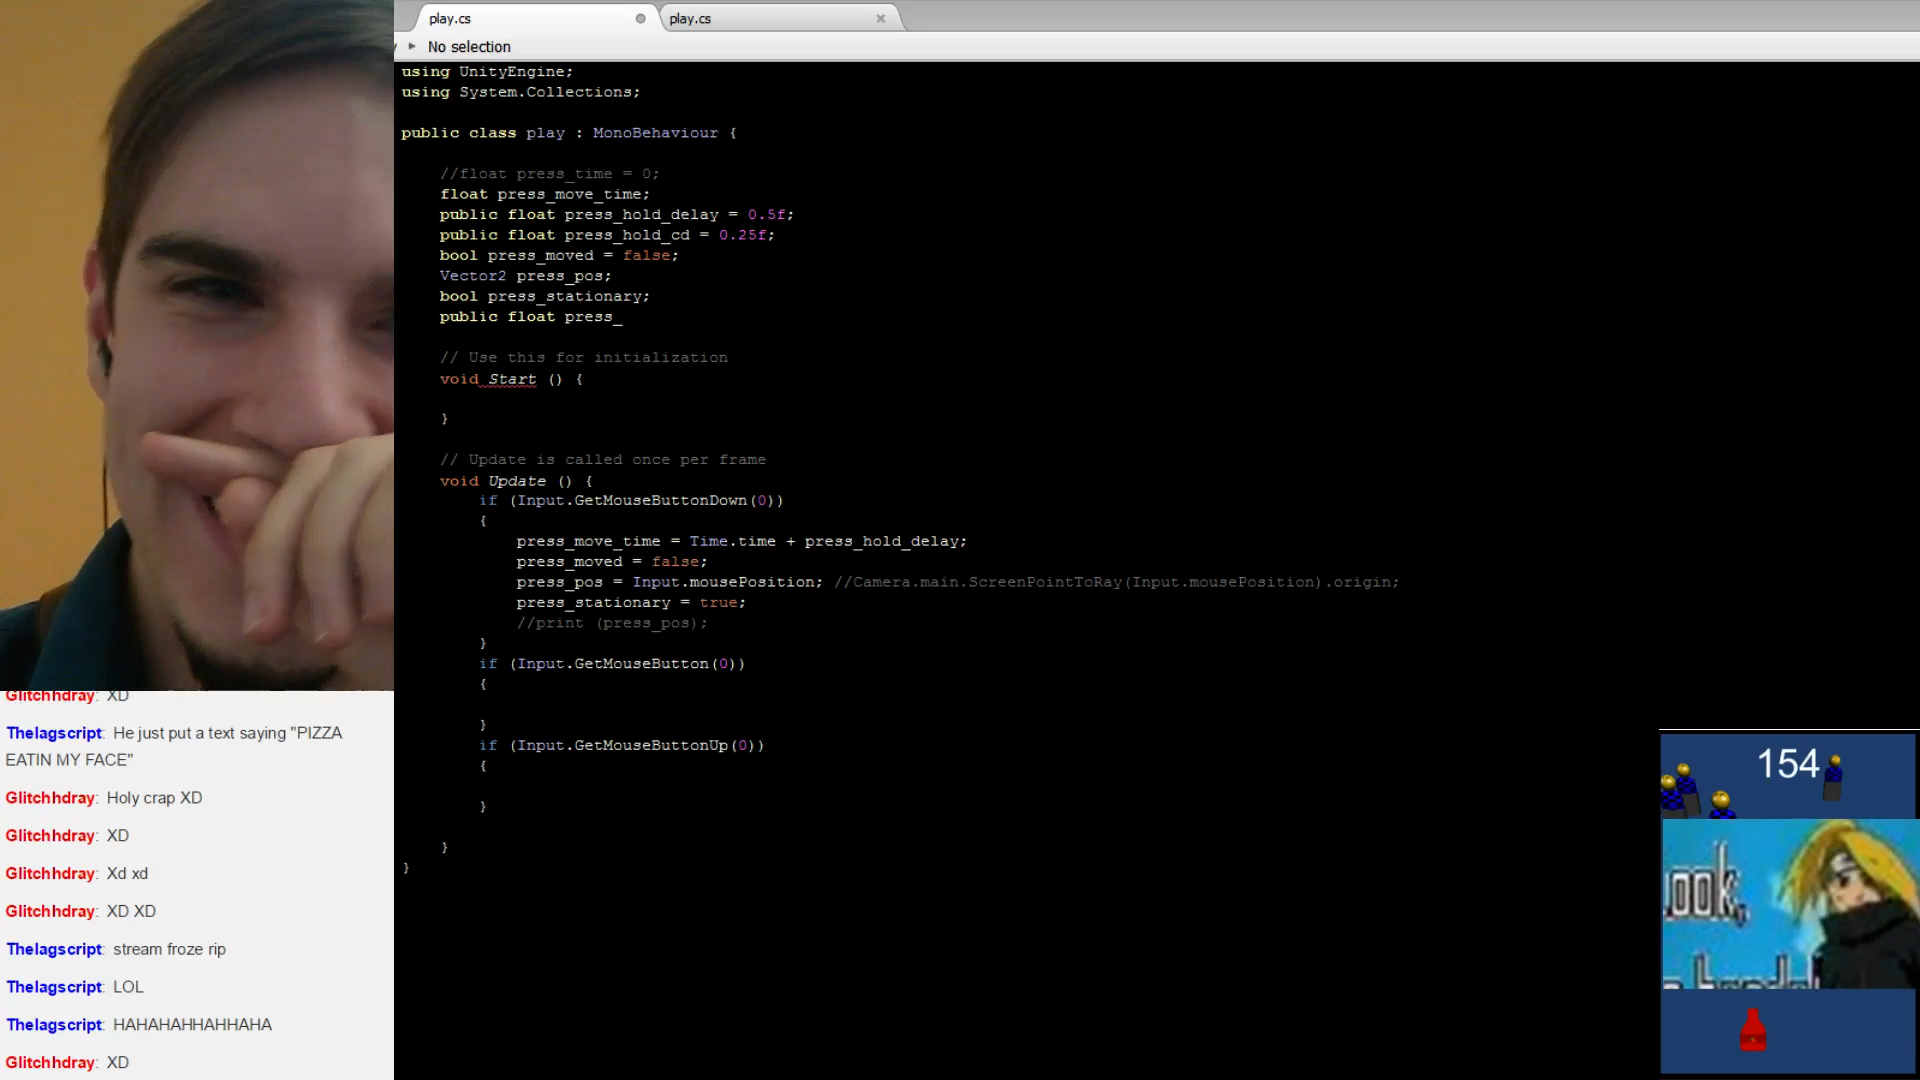 play.cs
play.cs
No selection
using UnityEngine;
using System.Collections;
public class play : MonoBehaviour {
//float press_time = 0;
float press_move_time;
public float press_hold_delay = 0.5f;
public float press_hold_cd = 0.25f;
bool press_moved = false;
Vector2 press_pos;
bool press_stationary;
public float press_
// Use this for initialization
void Start () {
}
// Update is called once per frame
void Update () {
if (Input.GetMouseButtonDown(0))
{
press_move_time = Time.time + press_hold_delay;
press_moved = false;
press_pos = Input.mousePosition; //Camera.main.ScreenPointToRay(Input.mousePosition).origin;
press_stationary = true;
//print (press_pos);
}
if (Input.GetMouseButton(0))
{
}
if (Input.GetMouseButtonUp(0))
{
}
}
}
Glitchhdray: XD
Thelagscript: He just put a text saying "PIZZA
EATIN MY FACE"
Glitchhdray: Holy crap XD
Glitchhdray: XD
Glitchhdray: Xd xd
Glitchhdray: XD XD
Thelagscript: stream froze rip
Thelagscript: LOL
Thelagscript: HAHAHAHHAHHAHA
Glitchhdray: XD
154
ook,